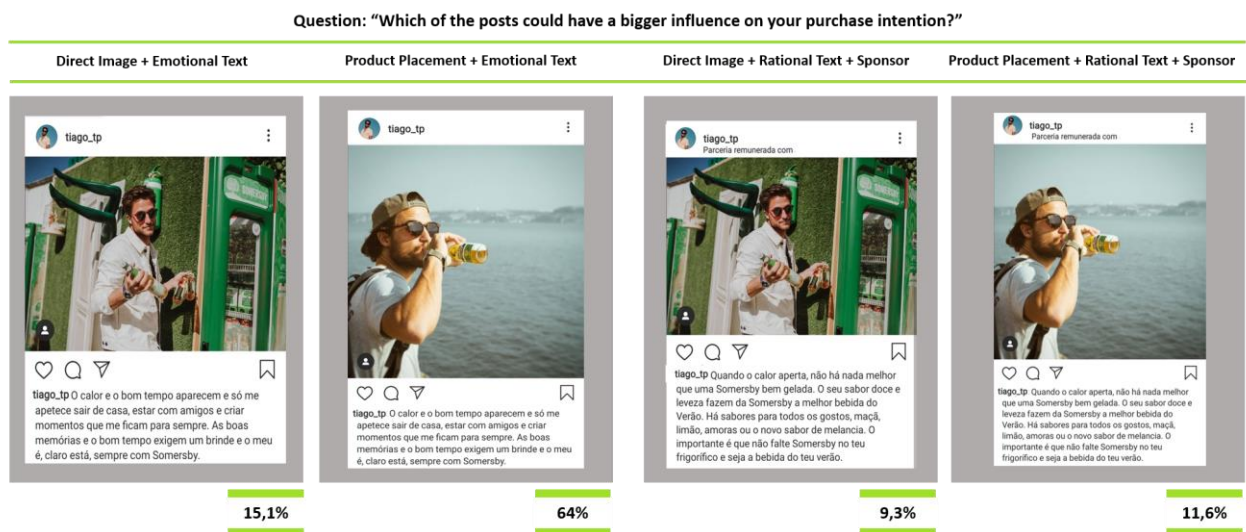 Question: “Which of the posts could have a bigger influence on your purchase intention?”
Direct Image + Emotional Text
Product Placement + Emotional Text
Direct Image + Rational Text + Sponsor
Product Placement + Rational Text + Sponsor
tiago_tp
SOMERSBY
tiago_tp O calor e o bom tempo aparecem e só me
apetece sair de casa, estar com amigos e criar
momentos que me ficam para sempre. As boas
memórias e o bom tempo exigem um brinde e o meu
é, claro está, sempre com Somersby.
15,1%
tiago_tp
tiago_tp O calor e o bom tempo aparecem e só me
apetece sair de casa, estar com amigos e criar
momentos que me ficam para sempre. As boas
memórias e o bom tempo exigem um brinde e o meu
é, claro está, sempre com Somersby.
64%
tiago_tp
Parceria remunerada com
SOMERSBY
tiago_tp Quando o calor aperta, não há nada melhor
que uma Somersby bem gelada. O seu sabor doce e
leveza fazem da Somersby a melhor bebida do
Verão. Há sabores para todos os gostos, maçã,
limão, amoras ou o novo sabor de melancia. O
importante é que não falte Somersby no teu
frigorífico e seja a bebida do teu verão.
9,3%
tiago_tp
Parceria remunerada com
tiago_tp Quando o calor aperta, não há nada melhor
que uma Somersby bem gelada. O seu sabor doce e
leveza fazem da Somersby a melhor bebida do
Verão. Há sabores para todos os gostos, maçã,
limão, amoras ou o novo sabor de melancia. O
importante é que não falte Somersby no teu
frigorífico e seja a bebida do teu verão.
11,6%